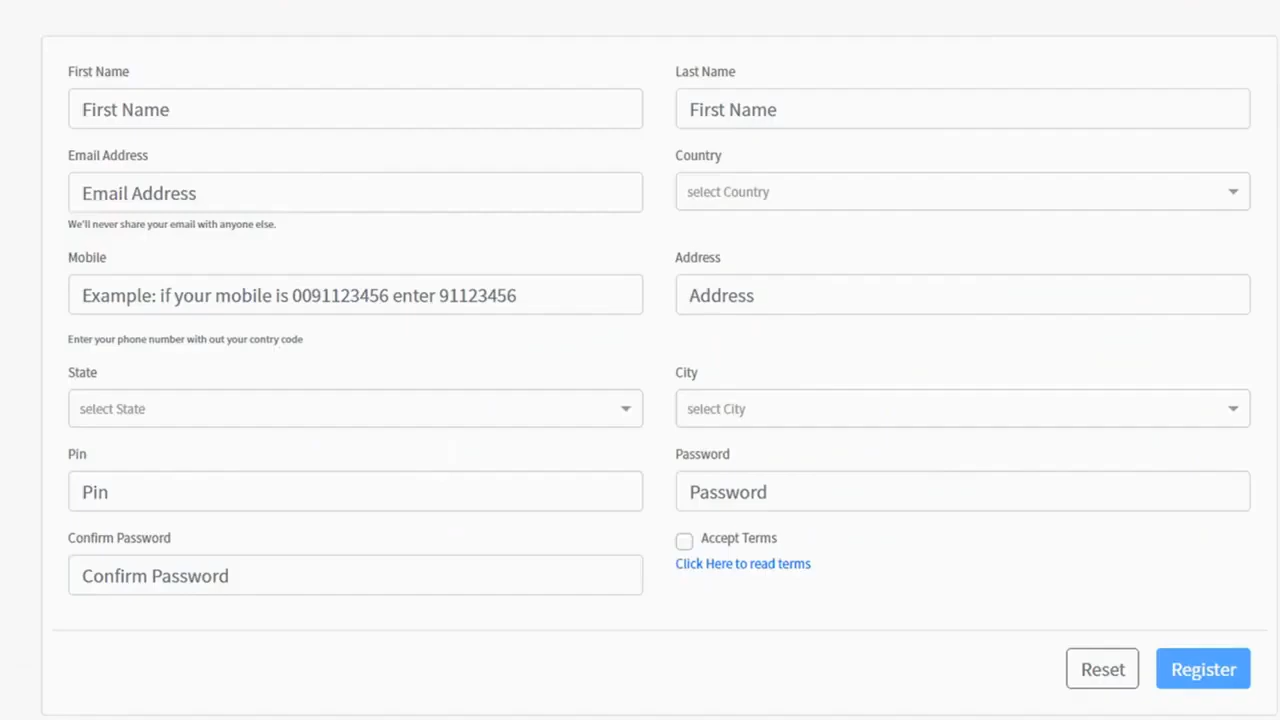 First Name
Last Name
First Name
First Name
Email Address
Country
Email Address
select Country
We'll never share your email with anyone else.
Mobile
Address
Example: if your mobile is 0091123456 enter 91123456
Address
Enter your phone number with out your contry code
State
City
select State
select City
Pin
Password
Pin
Password
Confirm Password
Accept Terms
Click Here to read terms
Confirm Password
Reset
Register